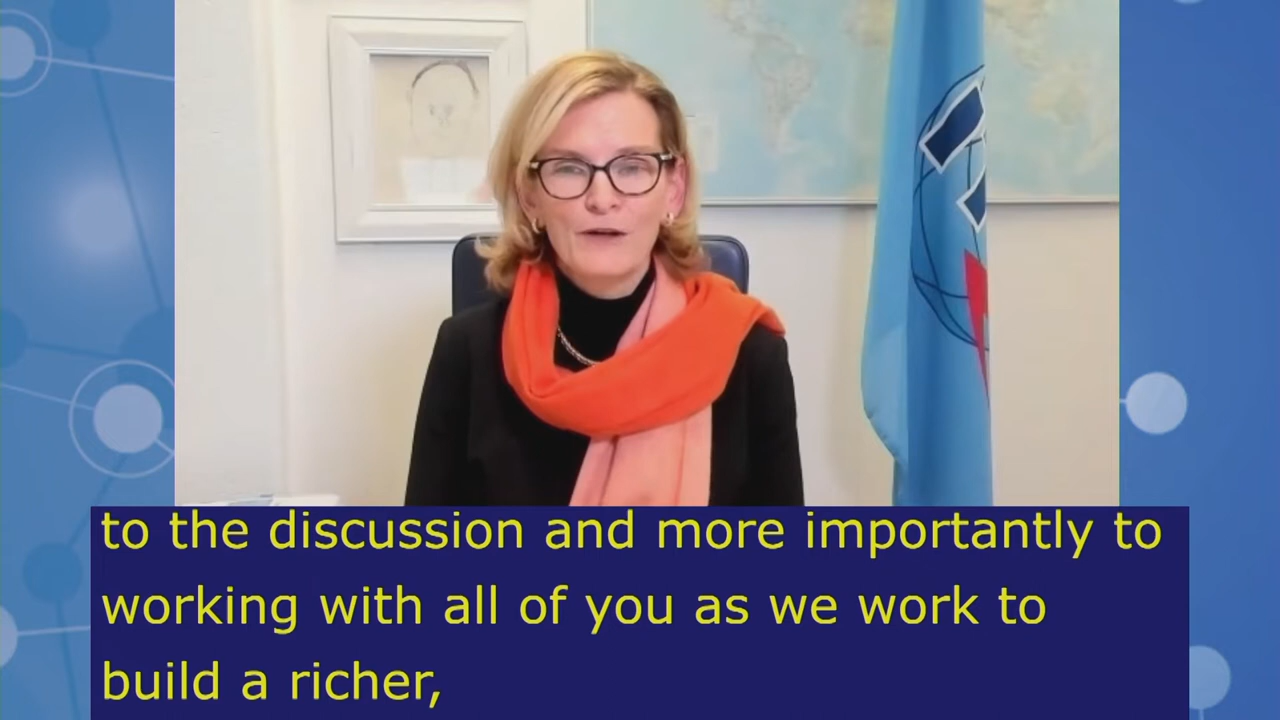 to the discussion and more importantly to
working with all of you as we work to
build a richer,